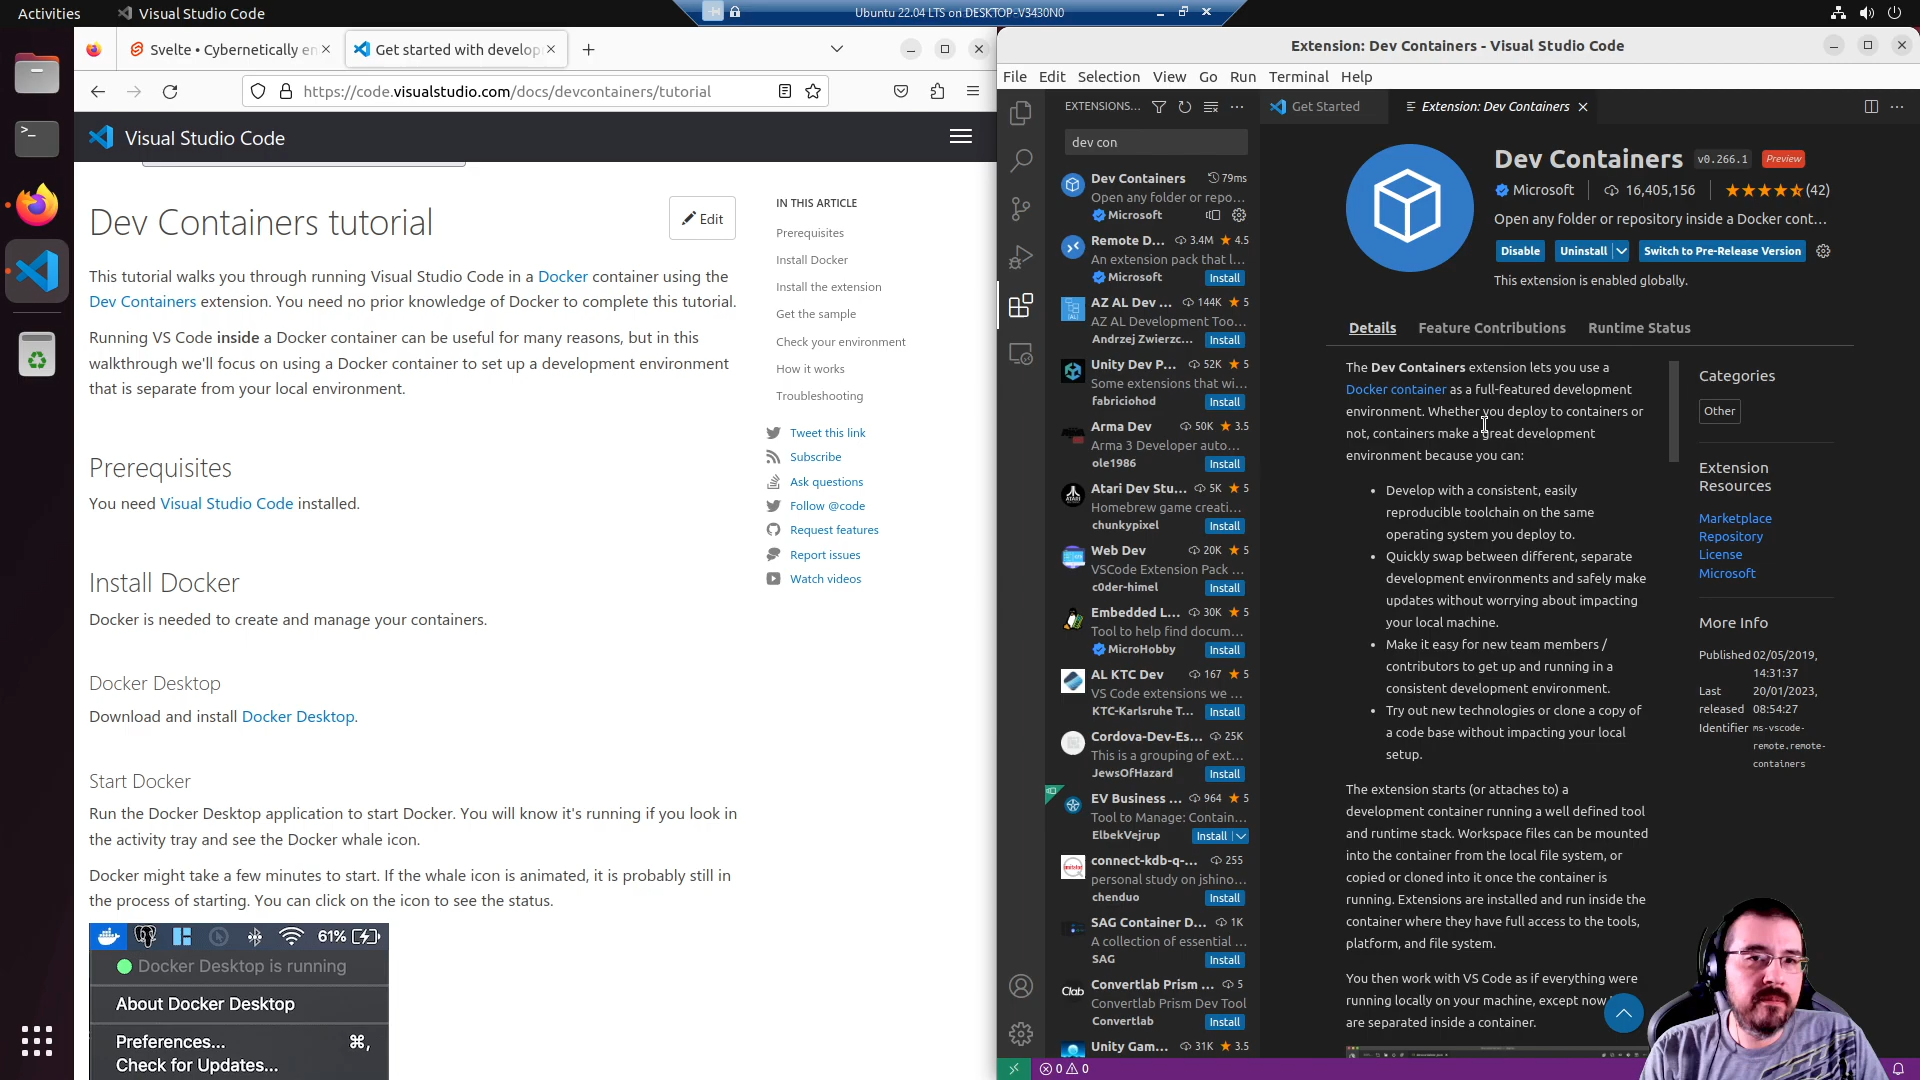 Activities
Visual Studio Code
Ubuntu 22.04 LTS on DESKTOP-V3430N0
Svelte • Cybernetically en
Get started with develop
https://code.visualstudio.com/docs/devcontainers/tutorial
Visual Studio Code
Dev Containers tutorial
Edit
This tutorial walks you through running Visual Studio Code in a Docker container using the
Dev Containers extension. You need no prior knowledge of Docker to complete this tutorial.
Running VS Code inside a Docker container can be useful for many reasons, but in this
walkthrough we'll focus on using a Docker container to set up a development environment
that is separate from your local environment.
Prerequisites
You need Visual Studio Code installed.
Install Docker
Docker is needed to create and manage your containers.
Docker Desktop
Download and install Docker Desktop.
Start Docker
Run the Docker Desktop application to start Docker. You will know it's running if you look in
the activity tray and see the Docker whale icon.
Docker might take a few minutes to start. If the whale icon is animated, it is probably still in
the process of starting. You can click on the icon to see the status.
61%
Docker Desktop is running
About Docker Desktop
Preferences... ⌘,
Check for Updates...
IN THIS ARTICLE
Prerequisites
Install Docker
Install the extension
Get the sample
Check your environment
How it works
Troubleshooting
Tweet this link
Subscribe
Ask questions
Follow @code
Request features
Report issues
Watch videos
Extension: Dev Containers - Visual Studio Code
File Edit Selection View Go Run Terminal Help
EXTENSIONS...
Get Started
Extension: Dev Containers
dev con
Dev Containers 79ms
Open any folder or repo...
Microsoft
Remote D... 3.4M 4.5
An extension pack that l...
Microsoft Install
AZ AL Dev ... 144K 5
AZ AL Development Too...
Andrzej Zwierzc... Install
Unity Dev P... 52K 5
Some extensions that wi...
fabriciohod Install
Arma Dev 50K 3.5
Arma 3 Developer auto...
ole1986 Install
Atari Dev Stu... 5K 5
Homebrew game creati...
chunkypixel Install
Web Dev 20K 5
VSCode Extension Pack ...
c0der-himel Install
Embedded L... 30K 5
Tool to help find docum...
MicroHobby Install
AL KTC Dev 167 5
VS Code extensions we ...
KTC-Karlsruhe T... Install
Cordova-Dev-Es... 25K
This is a grouping of ext...
JewsOfHazard Install
EV Business ... 964 5
Tool to Manage: Contain...
ElbekVejrup Install
connect-kdb-q-... 255
personal study on jshino...
chenduo Install
SAG Container D... 1K
A collection of essential ...
SAG Install
Clab
Convertlab Prism ... 5
Convertlab Prism Dev Tool
Convertlab Install
Unity Gam... 31K 3.5
Dev Containers v0.266.1 Preview
Microsoft 16,405,156 (42)
Open any folder or repository inside a Docker cont...
Disable Uninstall Switch to Pre-Release Version
This extension is enabled globally.
Details Feature Contributions Runtime Status
The Dev Containers extension lets you use a
Docker container as a full-featured development
environment. Whether you deploy to containers or
not, containers make a great development
environment because you can:
• Develop with a consistent, easily
reproducible toolchain on the same
operating system you deploy to.
• Quickly swap between different, separate
development environments and safely make
updates without worrying about impacting
your local machine.
• Make it easy for new team members /
contributors to get up and running in a
consistent development environment.
• Try out new technologies or clone a copy of
a code base without impacting your local
setup.
The extension starts (or attaches to) a
development container running a well defined tool
and runtime stack. Workspace files can be mounted
into the container from the local file system, or
copied or cloned into it once the container is
running. Extensions are installed and run inside the
container where they have full access to the tools,
platform, and file system.
You then work with VS Code as if everything were
running locally on your machine, except now
are separated inside a container.
Categories
Other
Extension
Resources
Marketplace
Repository
License
Microsoft
More Info
Published 02/05/2019,
14:31:37
Last 20/01/2023,
released 08:54:27
Identifier ms-vscode-
remote.remote-
containers
0 0